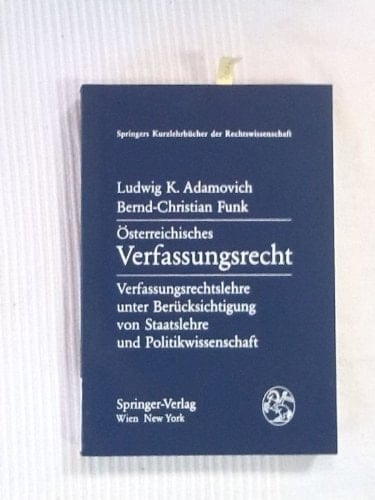 Springers Kurzlehrbücher der Rechtswissenschaft
Ludwig K. Adamovich
Bernd-Christian Funk
Österreichisches
Verfassungsrecht
Verfassungsrechtslehre
unter Berücksichtigung
von Staatslehre
und Politikwissenschaft
Springer-Verlag
Wien New York